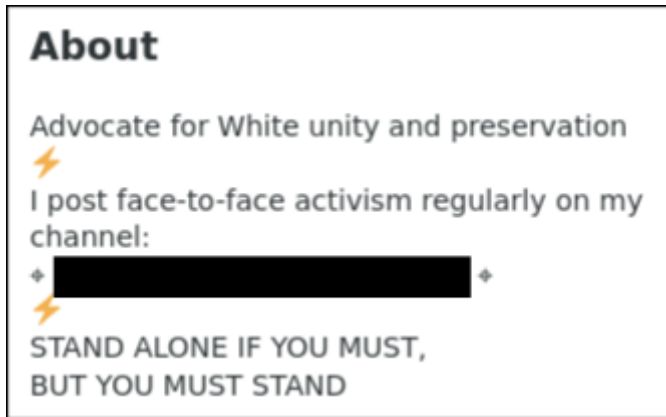 About
Advocate for White unity and preservation
⚡
I post face-to-face activism regularly on my
channel:
⌖ ⌖
⚡
STAND ALONE IF YOU MUST,
BUT YOU MUST STAND